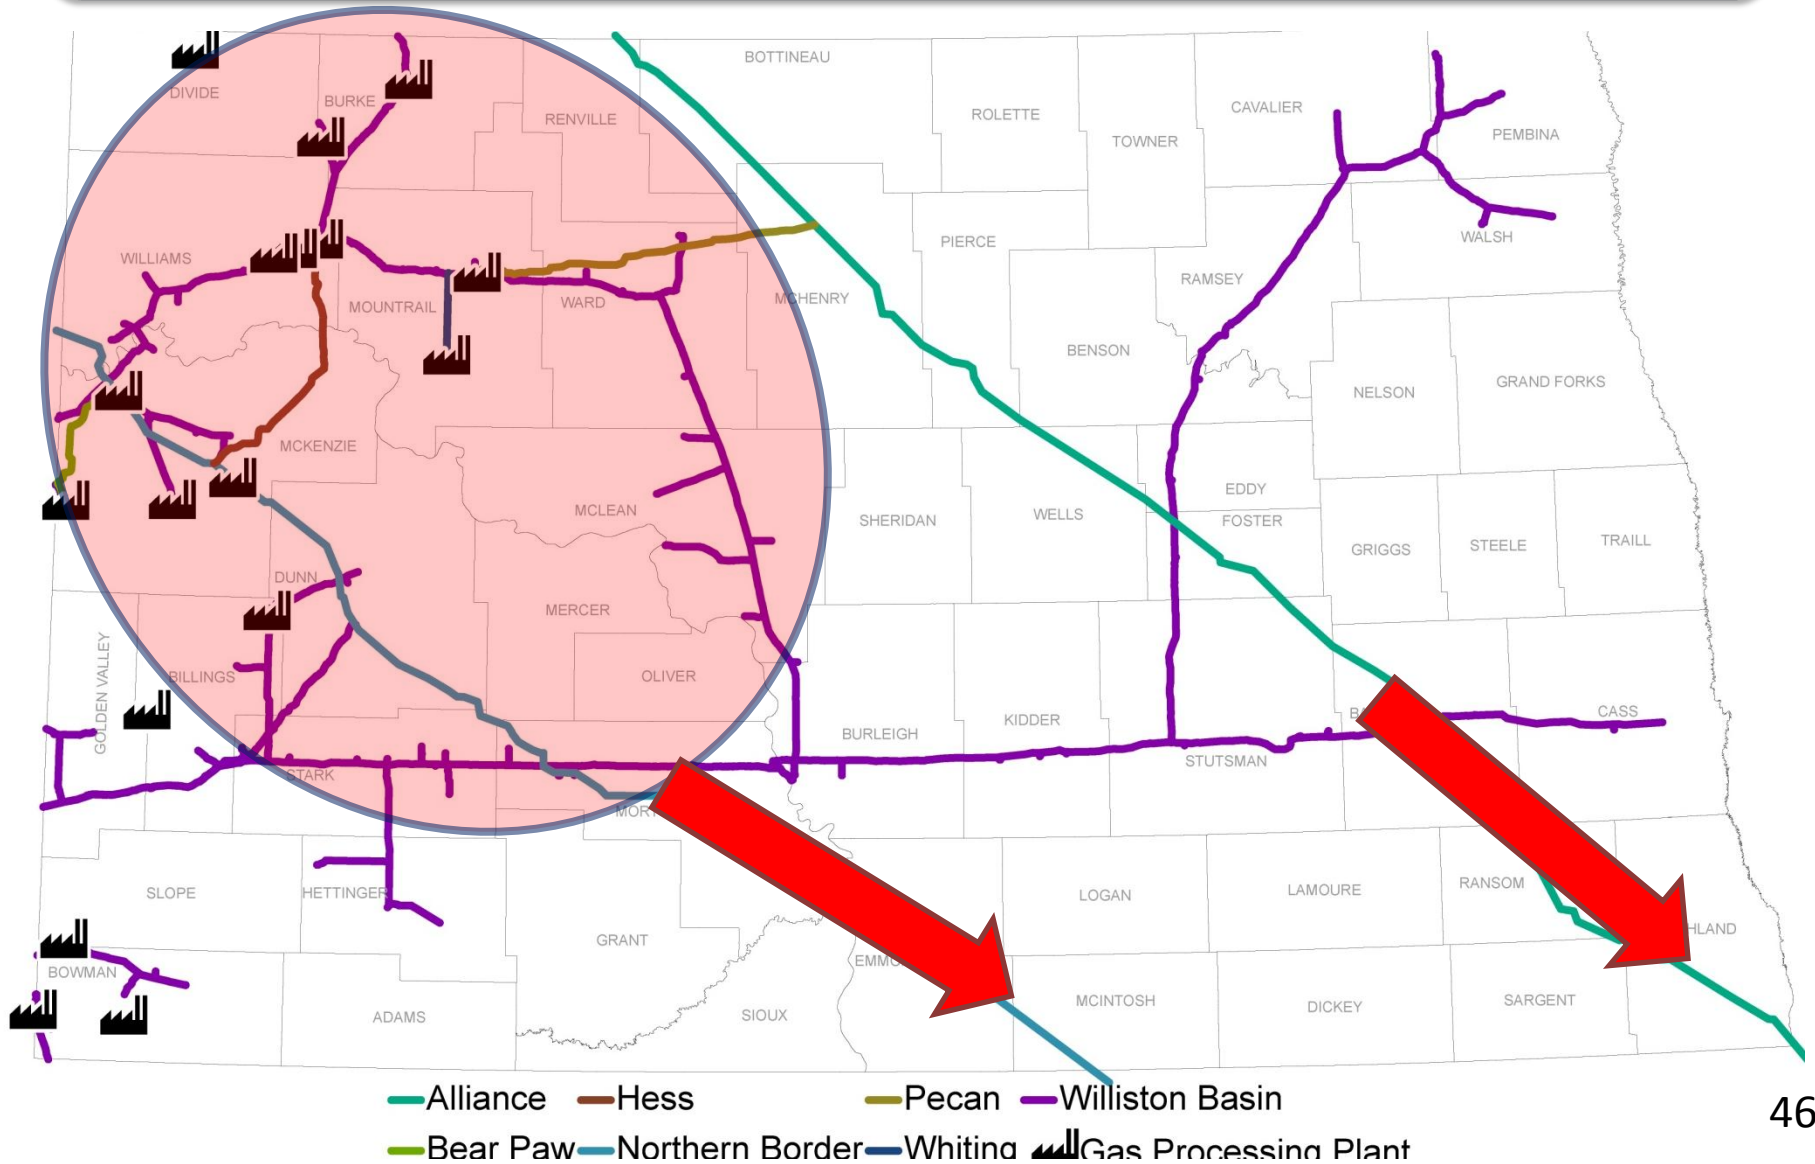 BOTTINEAU
DIVIDE
BURKE
RENVILLE
ROLETTE
TOWNER
CAVALIER
PEMBINA
WILLIAMS
MOUNTRAIL
WARD
MCHENRY
PIERCE
RAMSEY
WALSH
BENSON
NELSON
GRAND FORKS
MCKENZIE
MCLEAN
SHERIDAN
WELLS
EDDY
FOSTER
GRIGGS
STEELE
TRAILL
DUNN
MERCER
GOLDEN VALLEY
BILLINGS
OLIVER
BURLEIGH
KIDDER
STUTSMAN
CASS
STARK
SLOPE
HETTINGER
GRANT
LOGAN
LAMOURE
RANSOM
HLAND
BOWMAN
ADAMS
SIOUX
EMMO
MCINTOSH
DICKEY
SARGENT
Alliance Hess Pecan Williston Basin
Bear Paw Northern Border Whiting Gas Processing Plant
46